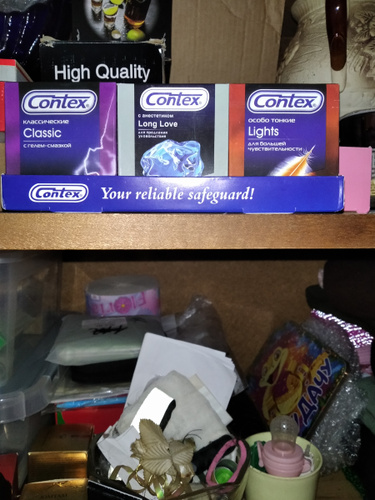 High Quality
Contex
КЛАССИЧЕСКИЕ
Classic
С ГЕЛЕМ-СМАЗКОЙ
Contex
С АНЕСТЕТИКОМ
Long Love
ДЛЯ ПРОДЛЕНИЯ
УДОВОЛЬСТВИЯ
Contex
ОСОБО ТОНКИЕ
Lights
ДЛЯ БОЛЬШЕЙ
ЧУВСТВИТЕЛЬНОСТИ
Contex Your reliable safeguard!